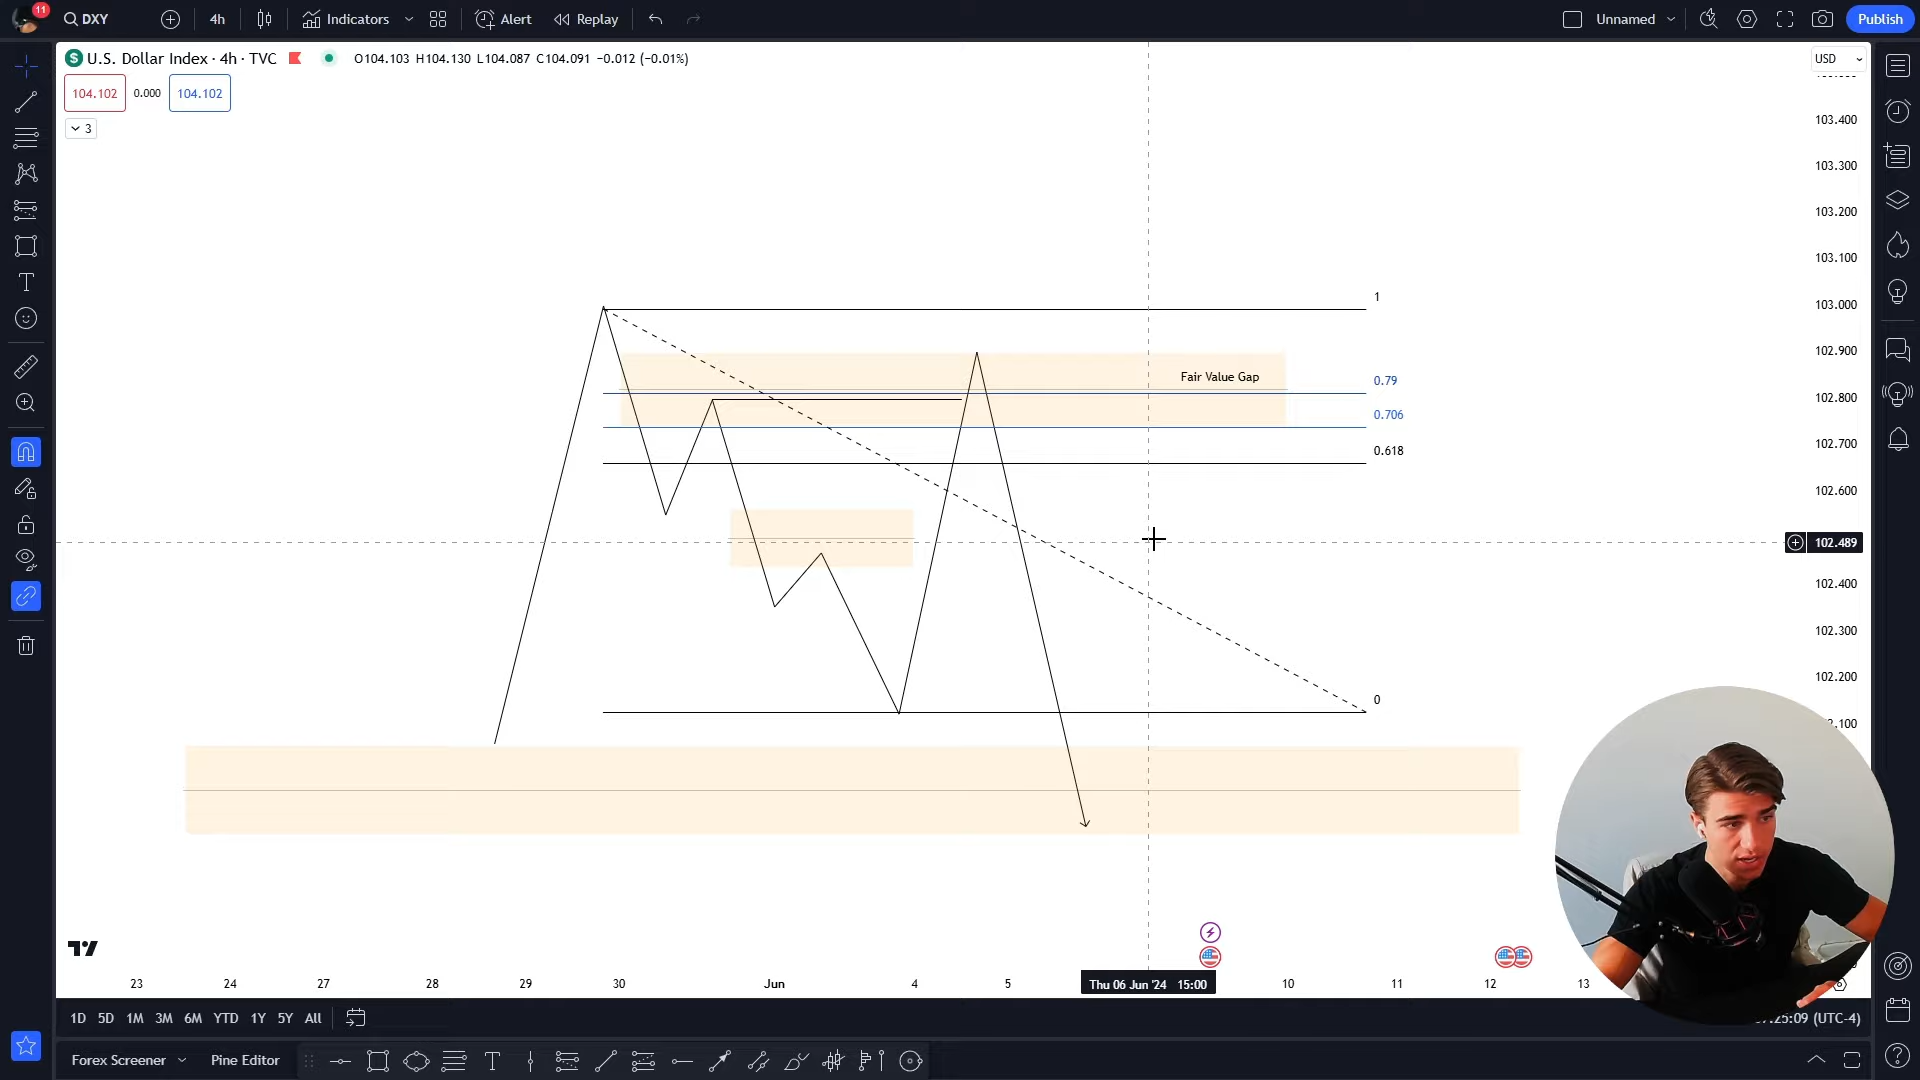 11
DXY
4h
Indicators
Alert
Replay
Unnamed
Publish
$ U.S. Dollar Index · 4h · TVC
O104.103 H104.130 L104.087 C104.091 −0.012 (−0.01%)
USD
104.102
0.000
104.102
3
103.400
103.300
103.200
103.100
103.000
102.900
102.800
102.700
102.600
102.489
102.400
102.300
102.200
1
Fair Value Gap
0.79
0.706
0.618
0
23
24
27
28
29
30
Jun
4
5
Thu 06 Jun '24 15:00
10
11
12
13
1D
5D
1M
3M
6M
YTD
1Y
5Y
All
25:09 (UTC-4)
Forex Screener
Pine Editor